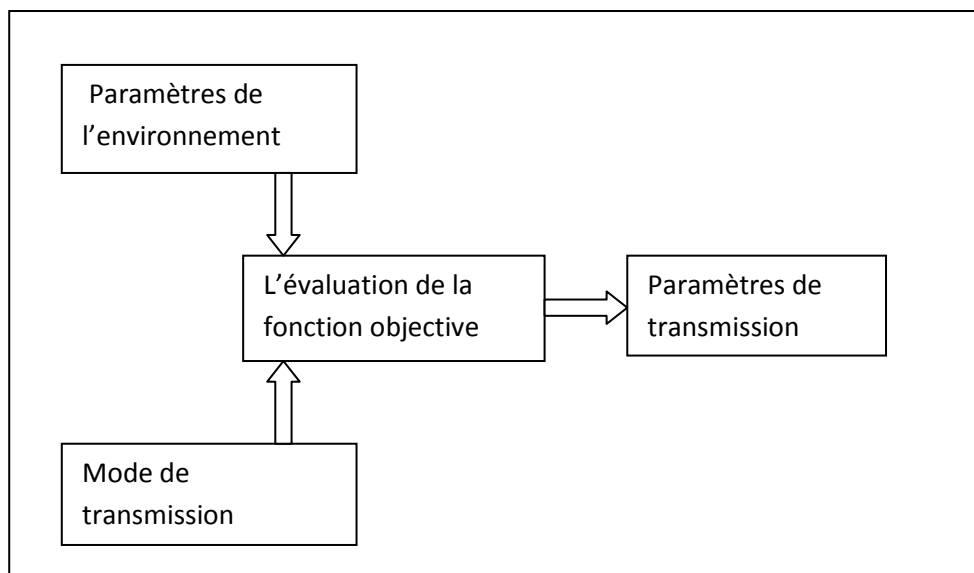 Paramètres de
l’environnement
L’évaluation de la
fonction objective
Paramètres de
transmission
Mode de
transmission